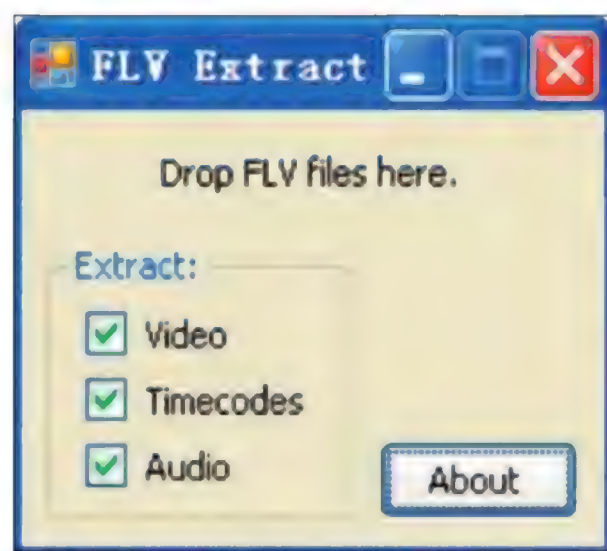 FLV Extract
Drop FLV files here.
Extract:
Video
Timecodes
Audio
About